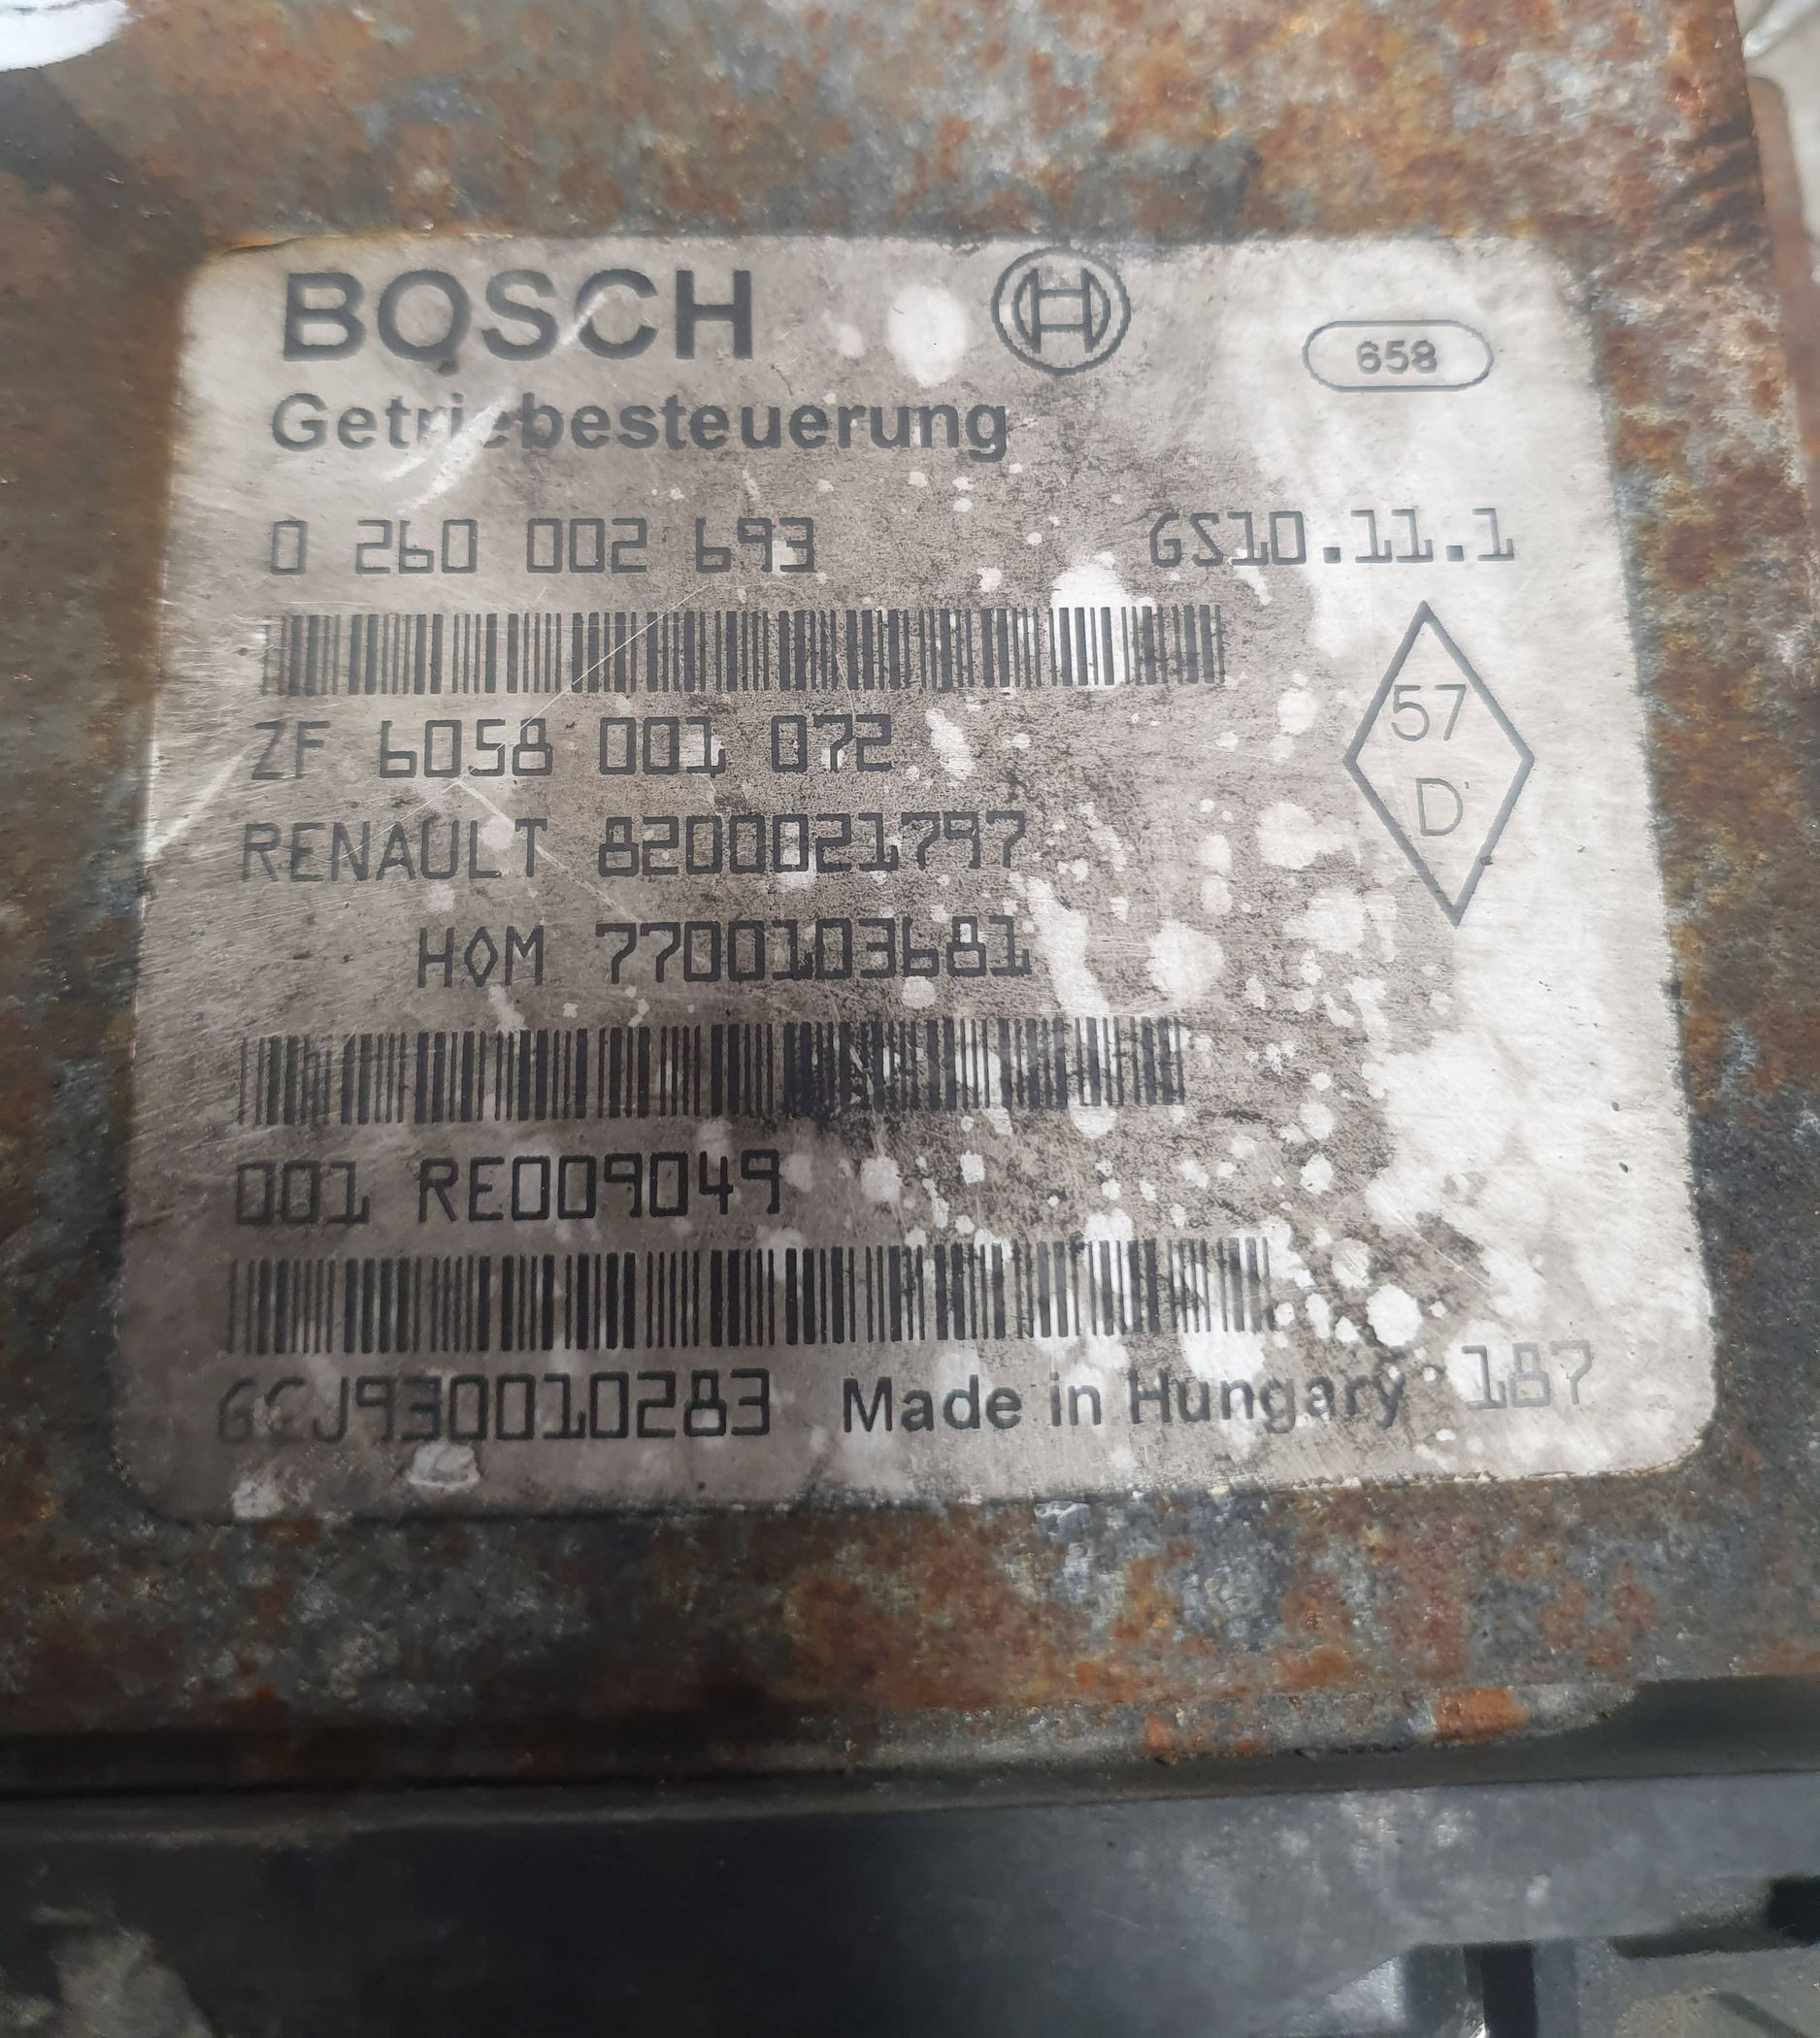 BOSCH
658
Getriebesteuerung
0 260 002 693 GS10.11.1
57
D
ZF 6058 001 072
RENAULT 8200021797
HOM 7700103681
001 RE009049
GCJ930010283 Made in Hungary 187